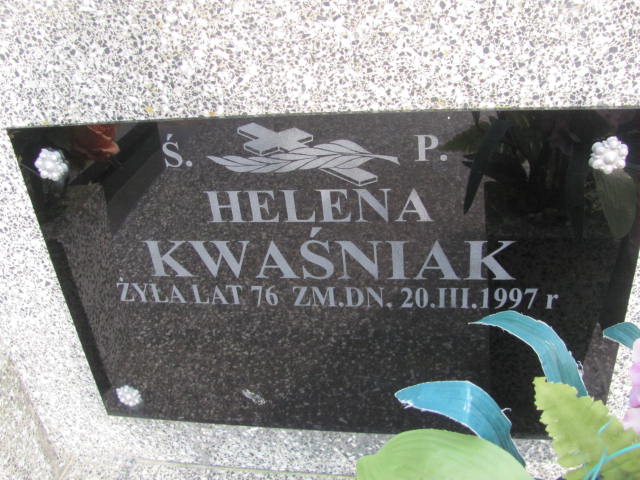 Ś. P.
HELENA
KWAŚNIAK
ŻYŁA LAT 76 ZM.DN. 20.III.1997 r